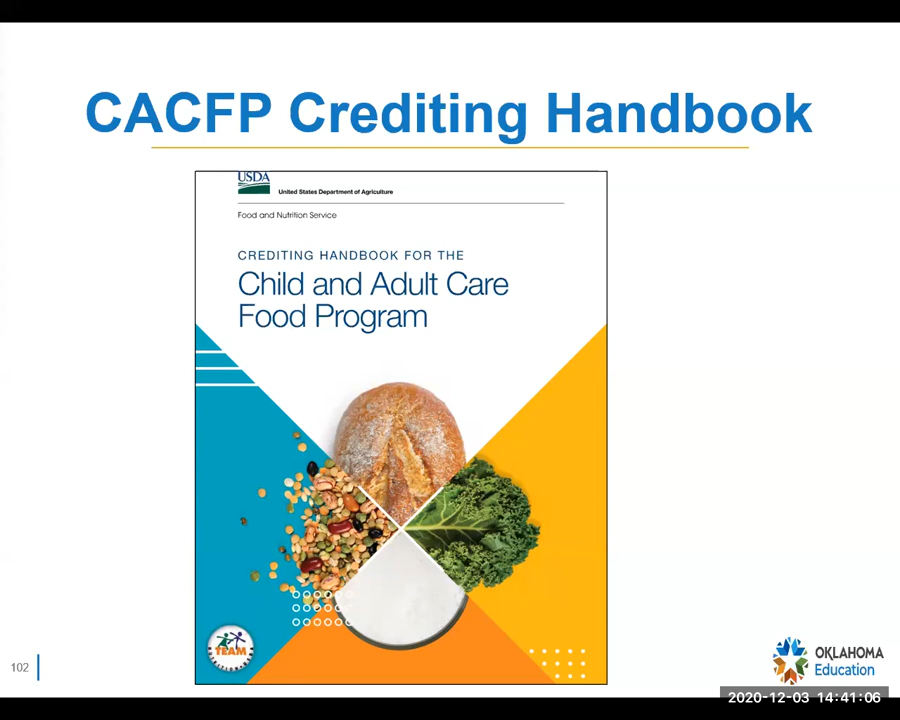 CACFP Crediting Handbook
USDA
United States Department of Agriculture
Food and Nutrition Service
CREDITING HANDBOOK FOR THE
Child and Adult Care
Food Program
TEAM
102
OKLAHOMA
Education
2020-12-03 14:41:06